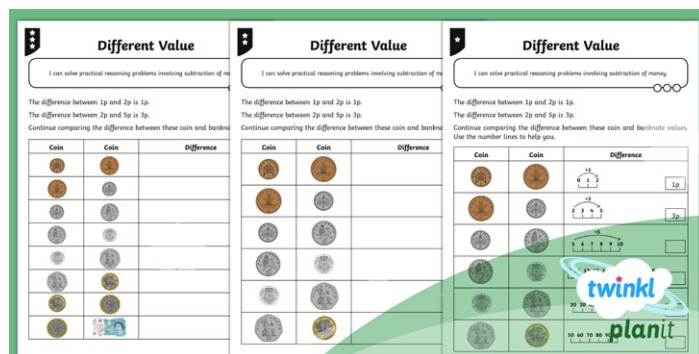 Different Value
I can solve practical reasoning problems involving subtraction of
The difference between 1p and 2p is 1p.
The difference between 2p and 5p is 3p.
Continue comparing the difference between these coin and
Coin Coin Difference
Different Value
I can solve practical reasoning problems involving subtraction of
The difference between 1p and 2p is 1p.
The difference between 2p and 5p is 3p.
Continue comparing the difference between these coin and
Coin Coin Difference
Different Value
I can solve practical reasoning problems involving subtraction of money.
The difference between 1p and 2p is 1p.
The difference between 2p and 5p is 3p.
Continue comparing the difference between these coin and banknote values.
Use the number lines to help you.
Coin Coin Difference
0 1 2
1p
2 3 4 5
3p
+5
5 6 7 8 9 10
twinkl
planit